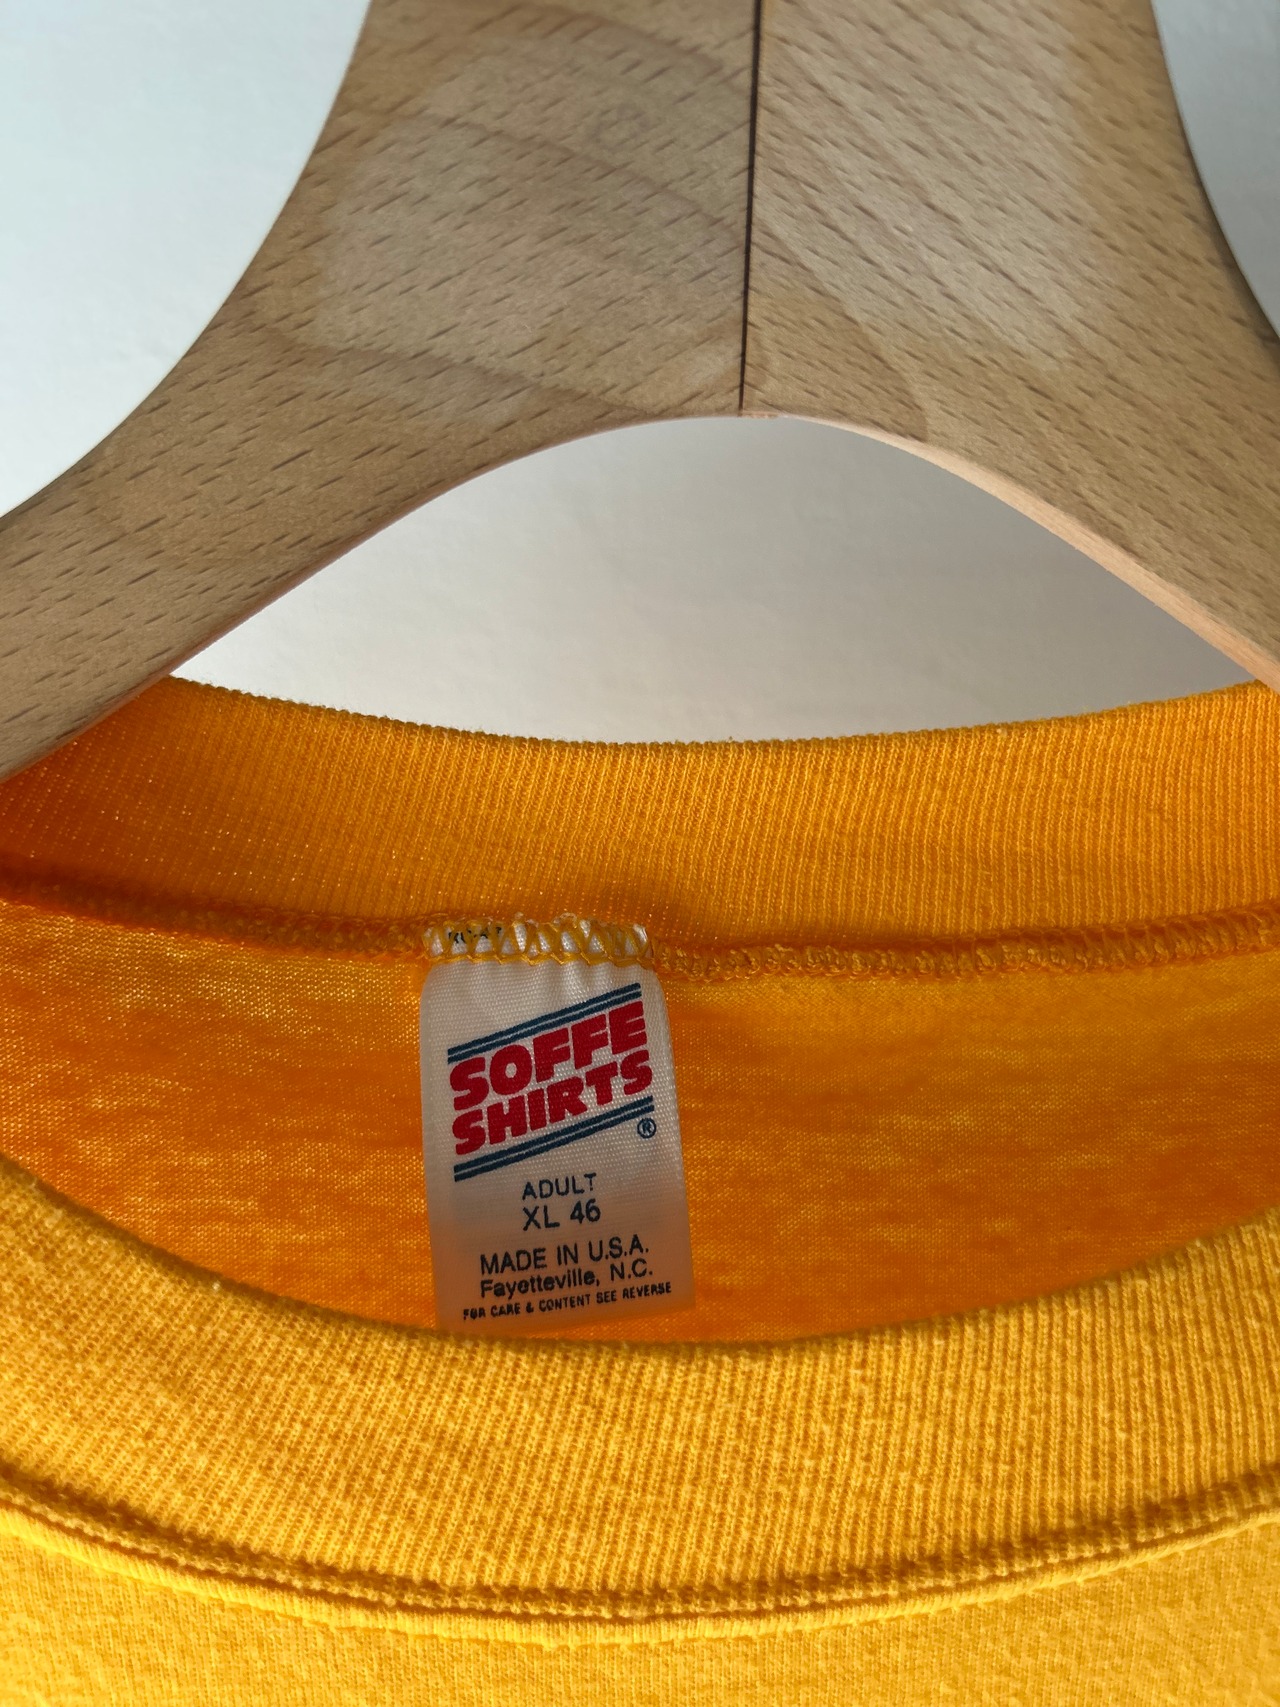 SOFFE
SHIRTS
®
ADULT
XL 46
MADE IN U.S.A.
Fayetteville, N.C.
FOR CARE & CONTENT SEE REVERSE